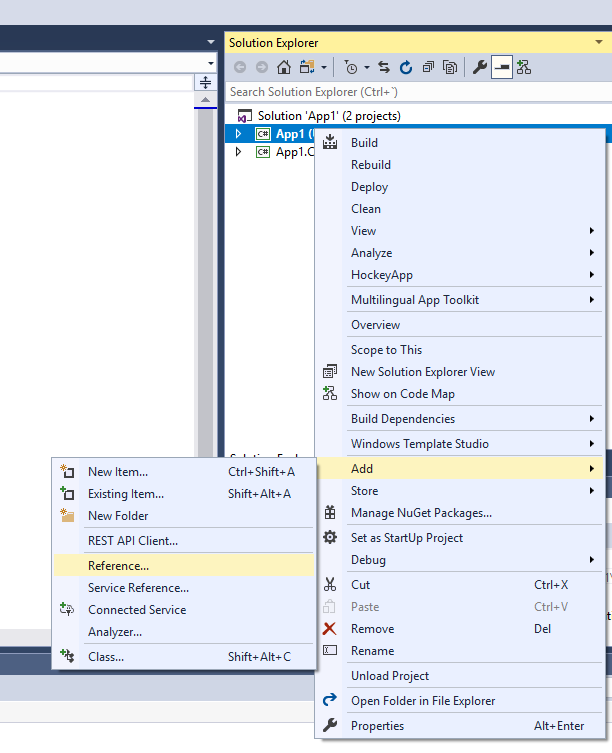 Solution Explorer
Search Solution Explorer (Ctrl+`)
Solution 'App1' (2 projects)
App1 (
App1.C
Build
Rebuild
Deploy
Clean
View
Analyze
HockeyApp
Multilingual App Toolkit
Overview
Scope to This
New Solution Explorer View
Show on Code Map
Build Dependencies
Windows Template Studio
Add
Store
Manage NuGet Packages...
Set as StartUp Project
Debug
Cut Ctrl+X
Paste Ctrl+V
Remove Del
Rename
Unload Project
Open Folder in File Explorer
Properties Alt+Enter
New Item... Ctrl+Shift+A
Existing Item... Shift+Alt+A
New Folder
REST API Client...
Reference...
Service Reference...
Connected Service
Analyzer...
Class... Shift+Alt+C